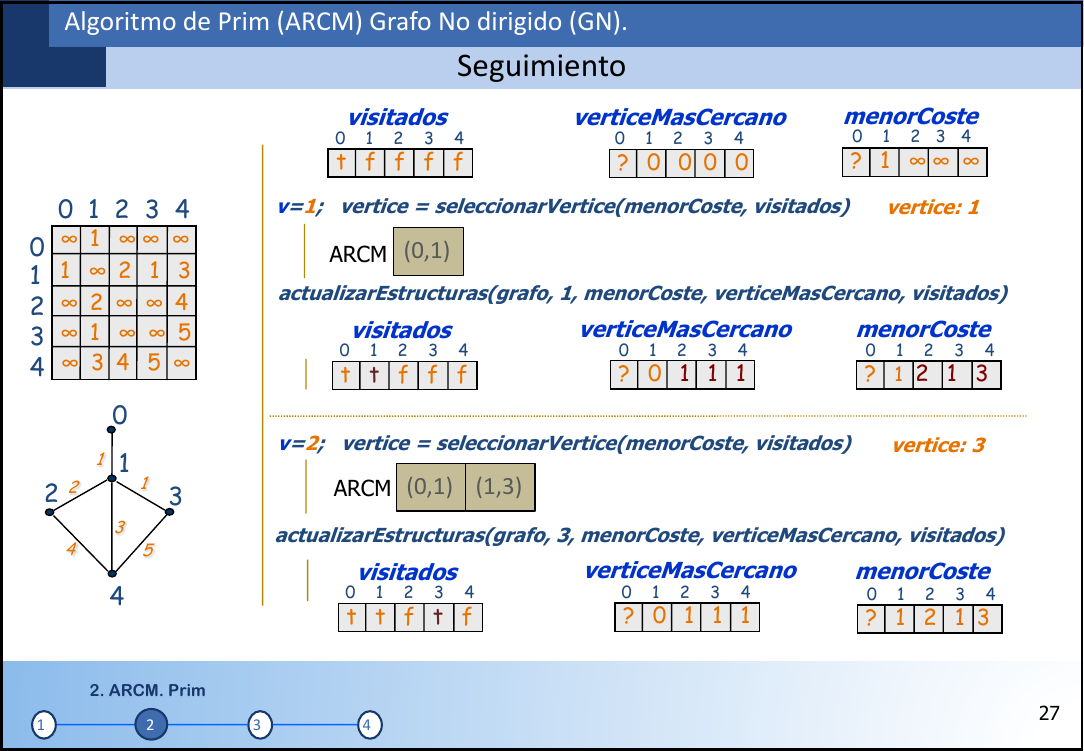 Algoritmo de Prim (ARCM) Grafo No dirigido (GN).
Seguimiento
visitados verticeMasCercano menorCoste
0 1 2 3 4 0 1 2 3 4 0 1 2 3 4
t f f f f ? 0 0 0 0 ? 1 ∞ ∞ ∞
v=1; vertice = seleccionarVertice(menorCoste, visitados) vertice: 1
ARCM (0,1)
actualizarEstructuras(grafo, 1, menorCoste, verticeMasCercano, visitados)
visitados verticeMasCercano menorCoste
0 1 2 3 4 0 1 2 3 4 0 1 2 3 4
t t f f f ? 0 1 1 1 ? 1 2 1 3
v=2; vertice = seleccionarVertice(menorCoste, visitados) vertice: 3
ARCM (0,1) (1,3)
actualizarEstructuras(grafo, 3, menorCoste, verticeMasCercano, visitados)
visitados verticeMasCercano menorCoste
0 1 2 3 4 0 1 2 3 4 0 1 2 3 4
t t f t f ? 0 1 1 1 ? 1 2 1 3
0 1 2 3 4
0 ∞ 1 ∞ ∞ ∞
1 1 ∞ 2 1 3
2 ∞ 2 ∞ ∞ 4
3 ∞ 1 ∞ ∞ 5
4 ∞ 3 4 5 ∞
0
1 1
2 2 1 3
3
4 5
4
2. ARCM. Prim
1 2 3 4
27